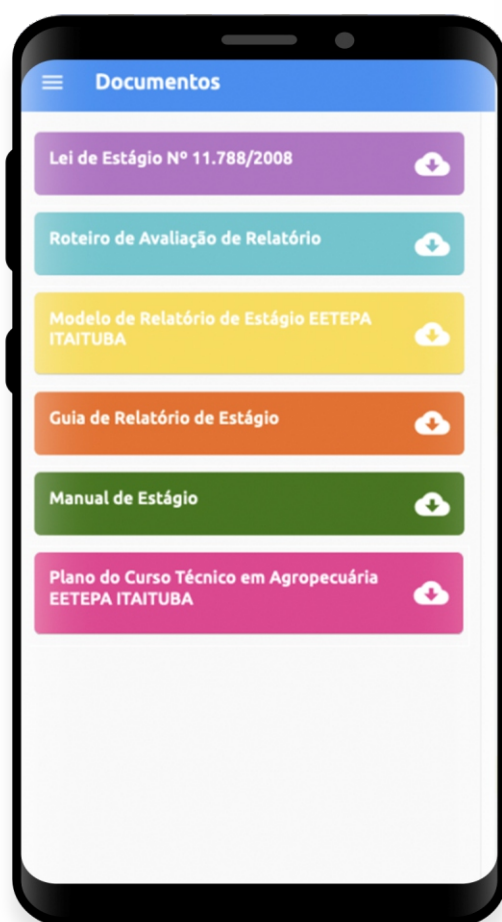 Documentos
Lei de Estágio Nº 11.788/2008
Roteiro de Avaliação de Relatório
Modelo de Relatório de Estágio EETEPA
ITAITUBA
Guia de Relatório de Estágio
Manual de Estágio
Plano do Curso Técnico em Agropecuária
EETEPA ITAITUBA